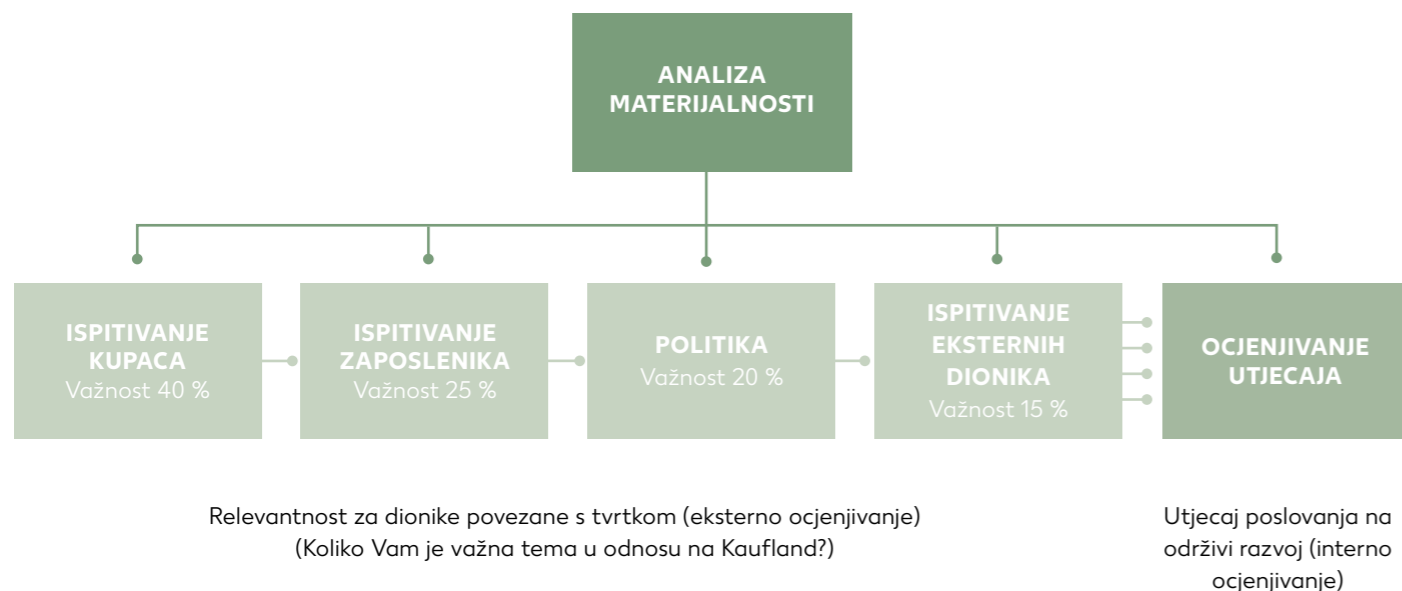 ANALIZA
MATERIJALNOSTI
ISPITIVANJE
KUPACA
Važnost 40 %
ISPITIVANJE
ZAPOSLENIKA
Važnost 25 %
POLITIKA
Važnost 20 %
ISPITIVANJE
EKSTERNIH
DIONIKA
Važnost 15 %
OCJENJIVANJE
UTJECAJA
Relevantnost za dionike povezane s tvrtkom (eksterno ocjenjivanje)
(Koliko Vam je važna tema u odnosu na Kaufland?)
Utjecaj poslovanja na
održivi razvoj (interno
ocjenjivanje)